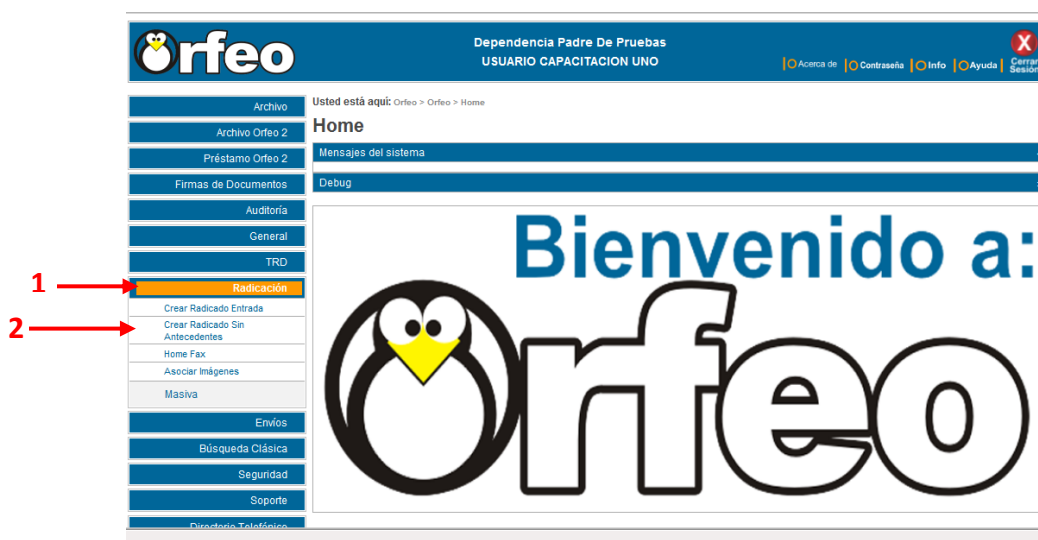 Orfeo
Dependencia Padre De Pruebas
USUARIO CAPACITACION UNO
Acerca de
Contraseña
Info
Ayuda
X
Cerrar
Sesión
Archivo
Archivo Orfeo 2
Préstamo Orfeo 2
Firmas de Documentos
Auditoría
General
TRD
1
Radicación
Crear Radicado Entrada
2
Crear Radicado Sin
Antecedentes
Home Fax
Asociar Imágenes
Masiva
Envíos
Búsqueda Clásica
Seguridad
Soporte
Directorio Telefónico
Usted está aquí: Orfeo > Orfeo > Home
Home
Mensajes del sistema
Debug
Bienvenido a:
Orfeo